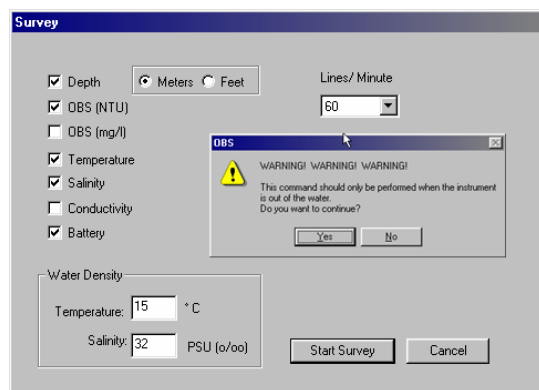 Survey
Depth
Meters
Feet
Lines/ Minute
OBS (NTU)
60
OBS (mg/l)
Temperature
Salinity
Conductivity
Battery
OBS
WARNING! WARNING! WARNING!
This command should only be performed when the instrument
is out of the water.
Do you want to continue?
Yes
No
Water Density
Temperature: 15 ° C
Salinity: 32 PSU (o/oo)
Start Survey
Cancel